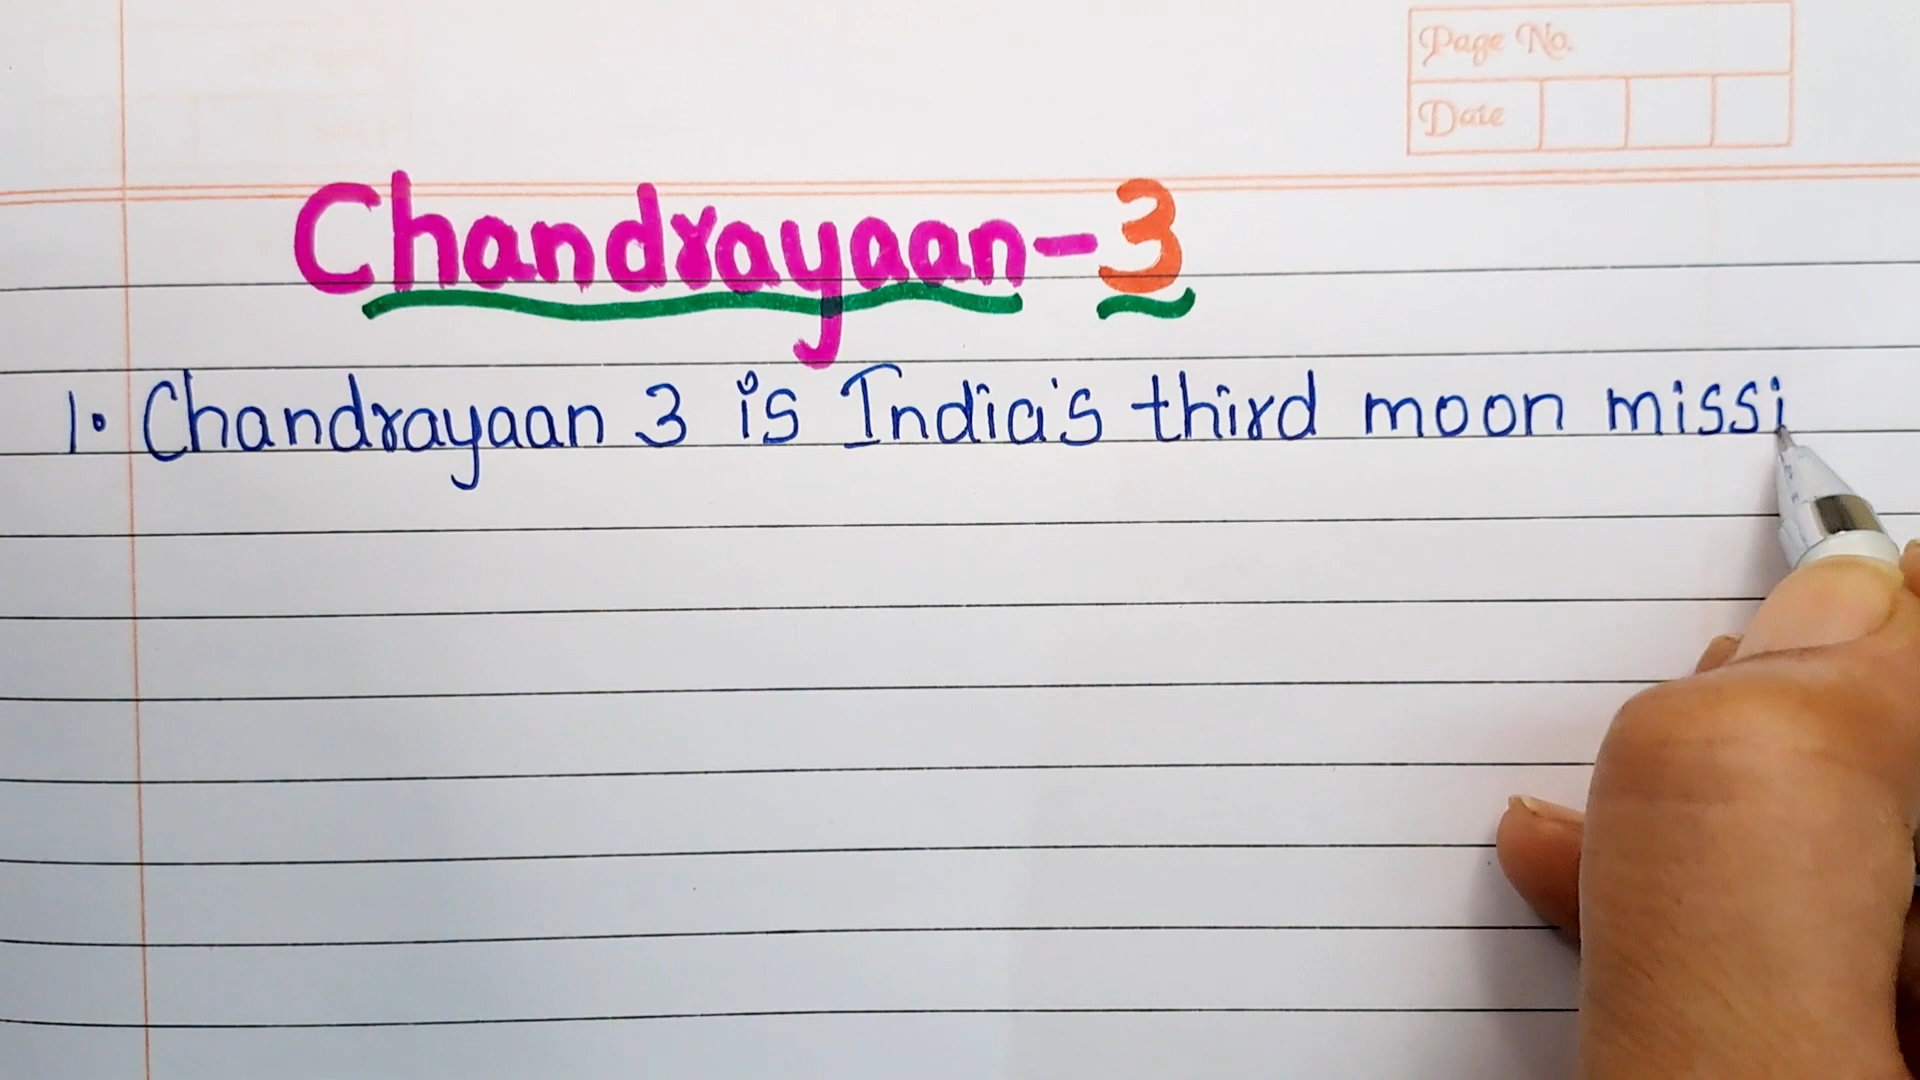 Page No.
Date
Chandrayaan-3
1. Chandrayaan 3 is India's third moon missi